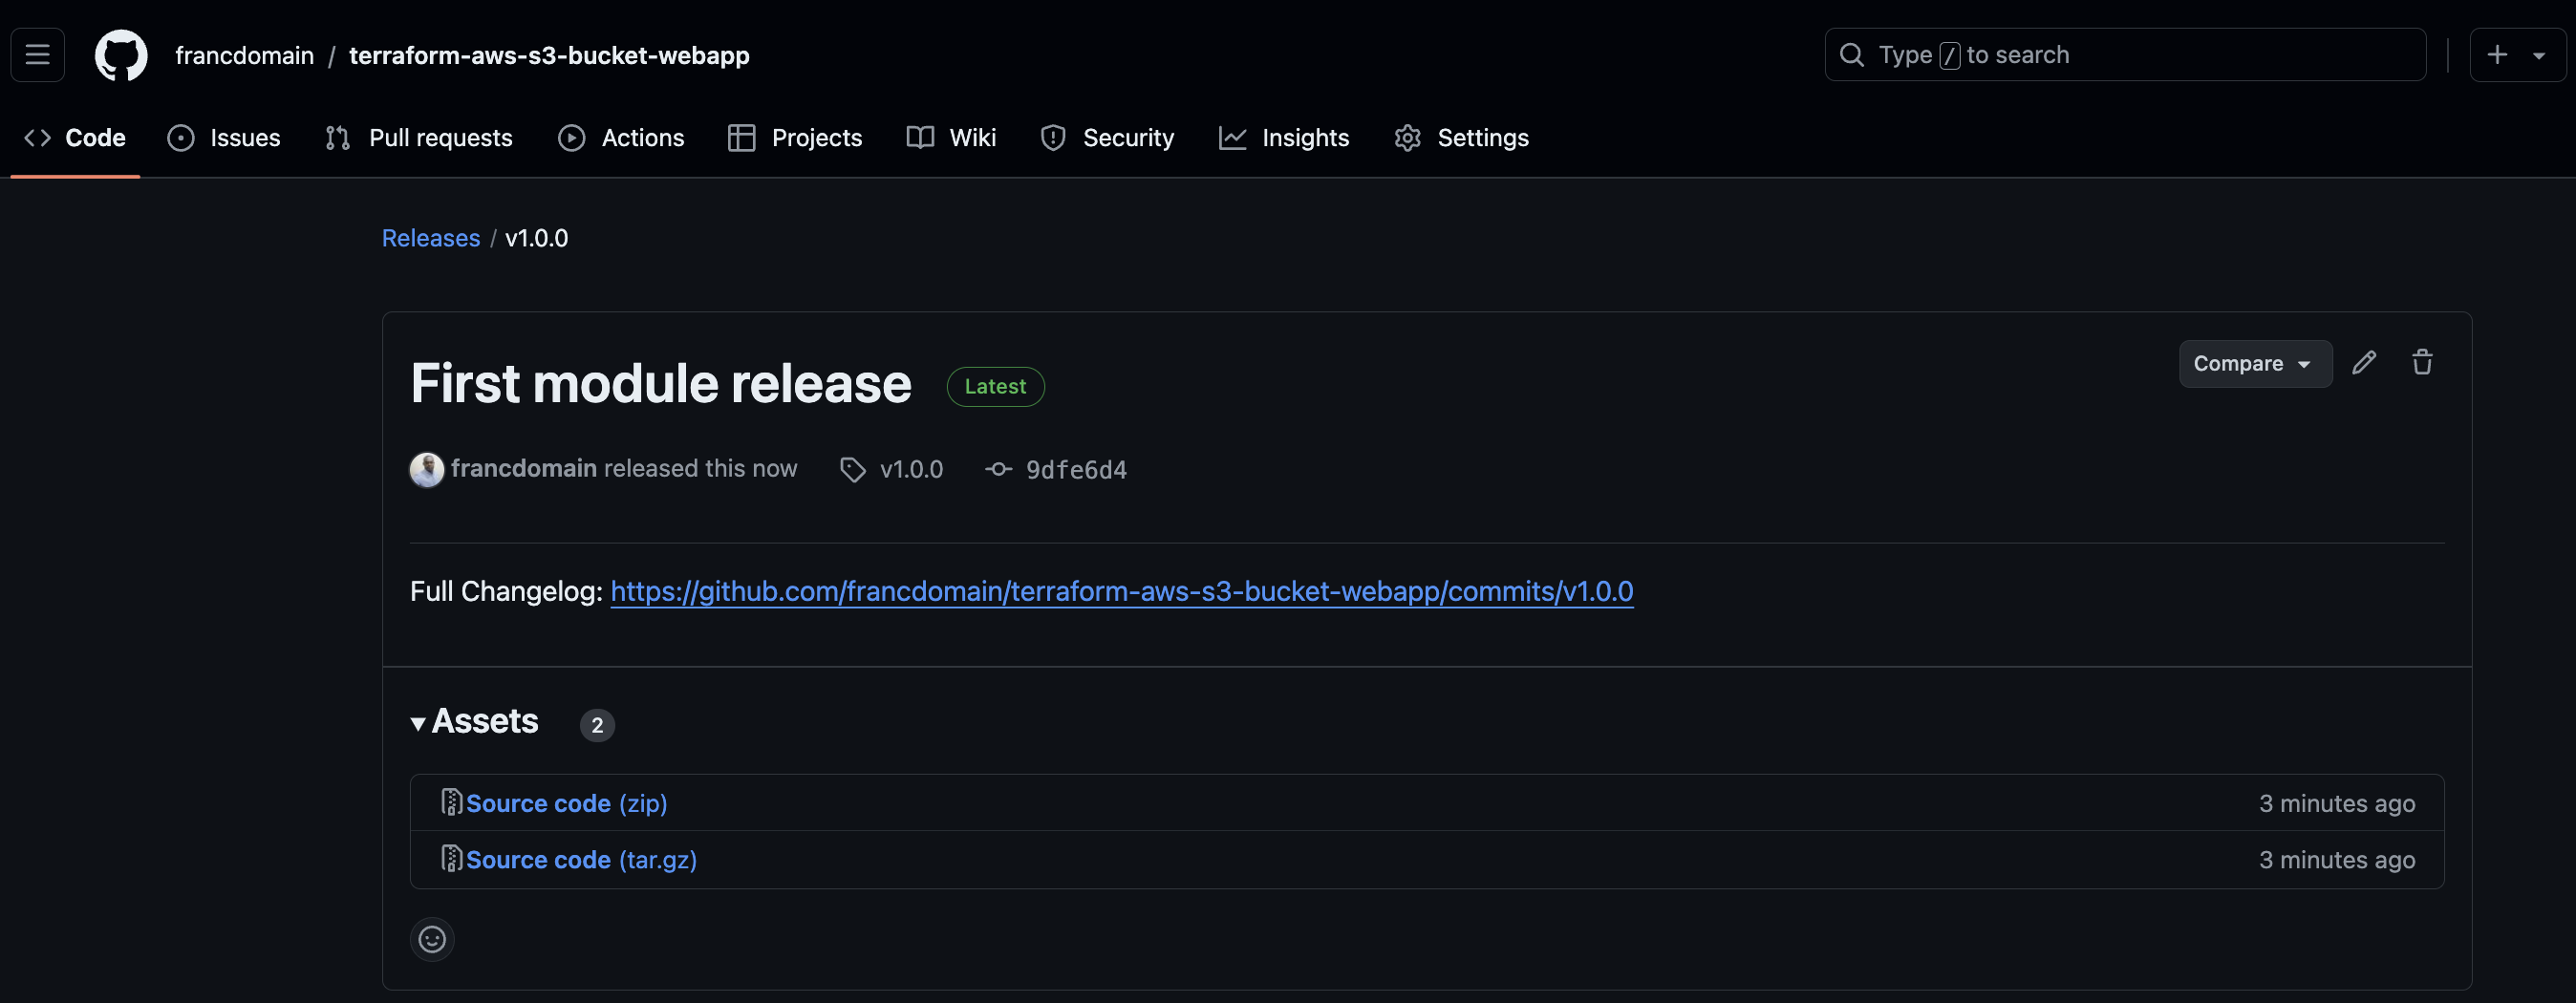 francdomain / terraform-aws-s3-bucket-webapp
Type / to search
Code Issues Pull requests Actions Projects Wiki Security Insights Settings
Releases / v1.0.0
First module release Latest
Compare
francdomain released this now v1.0.0 9dfe6d4
Full Changelog: https://github.com/francdomain/terraform-aws-s3-bucket-webapp/commits/v1.0.0
Assets 2
Source code (zip) 3 minutes ago
Source code (tar.gz) 3 minutes ago